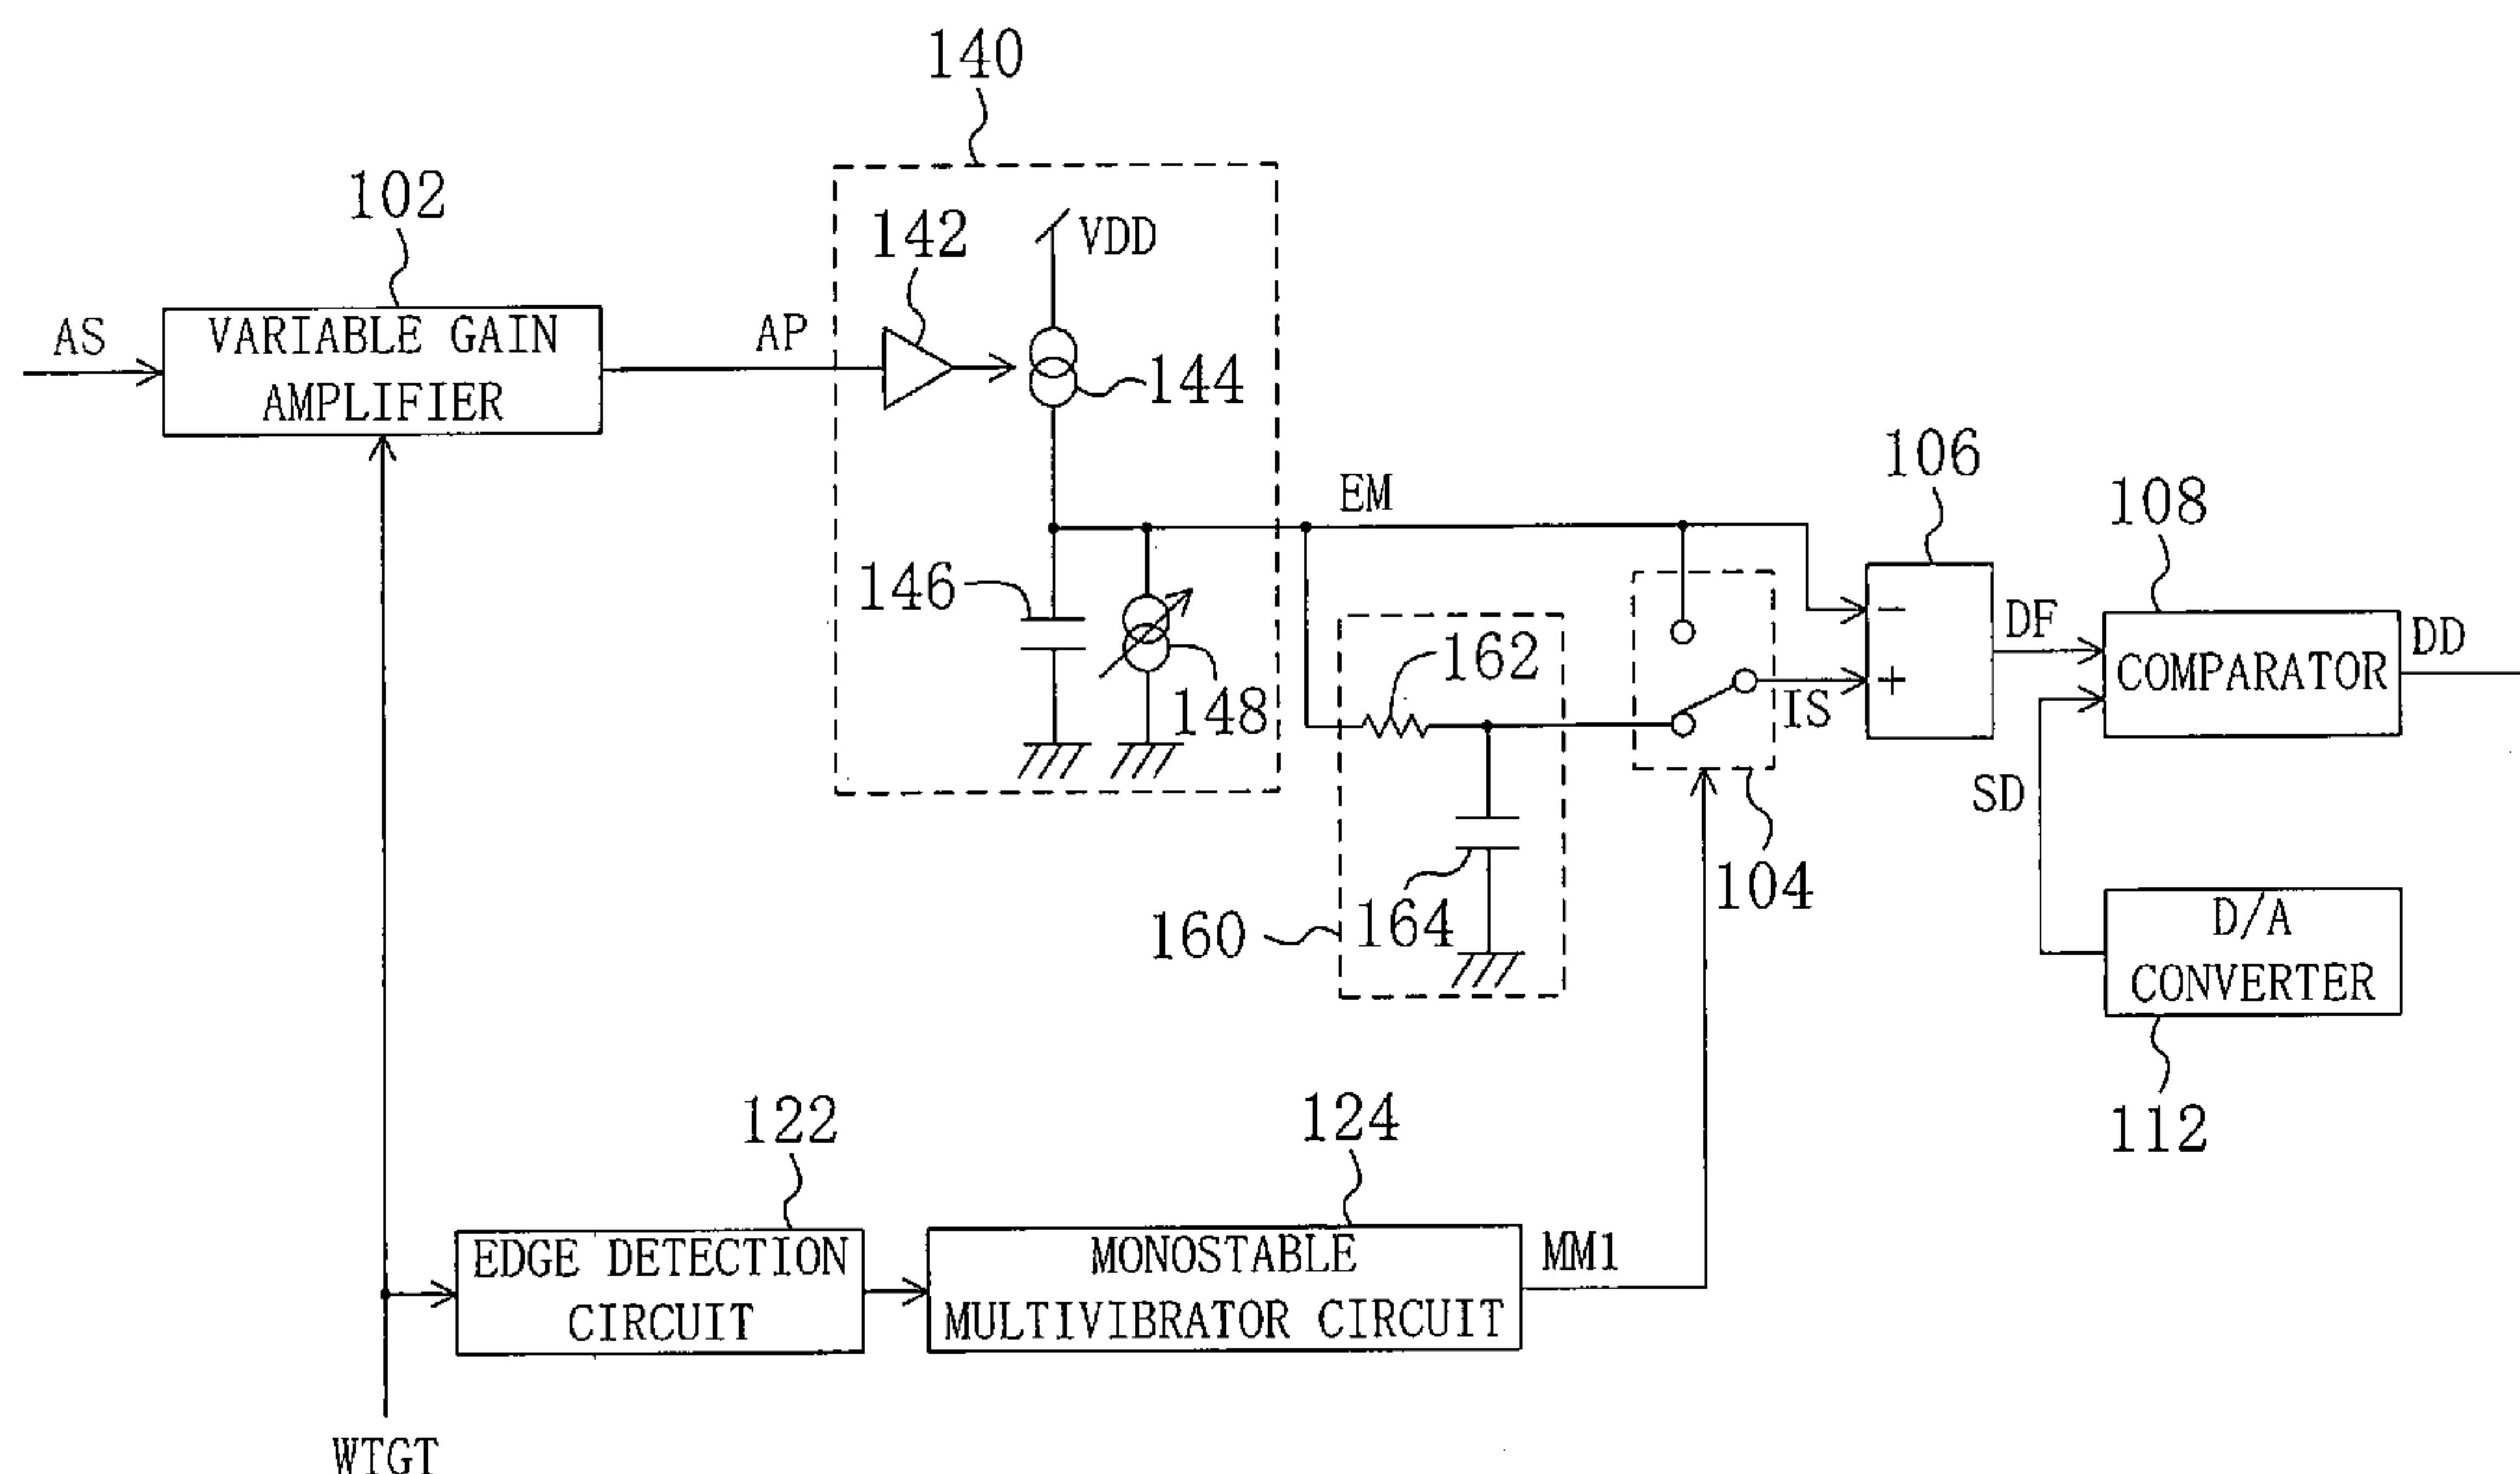 140
102
142
VDD
AS
VARIABLE GAIN
AMPLIFIER
AP
144
EM
106
108
146
148
162
−
+
IS
DF
COMPARATOR
DD
SD
104
160
164
D/A
CONVERTER
112
122
124
EDGE DETECTION
CIRCUIT
MONOSTABLE
MULTIVIBRATOR CIRCUIT
MM1
WTGT